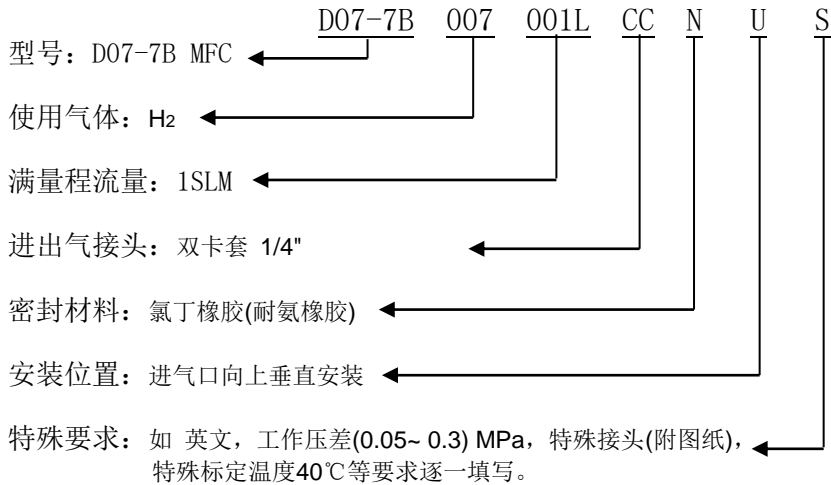 D07-7B 007 001L CC N U S
型号：D07-7B MFC
使用气体：H2
满量程流量：1SLM
进出气接头：双卡套 1/4"
密封材料：氯丁橡胶(耐氨橡胶)
安装位置：进气口向上垂直安装
特殊要求：如 英文，工作压差(0.05~ 0.3) MPa，特殊接头(附图纸)，
特殊标定温度40℃等要求逐一填写。